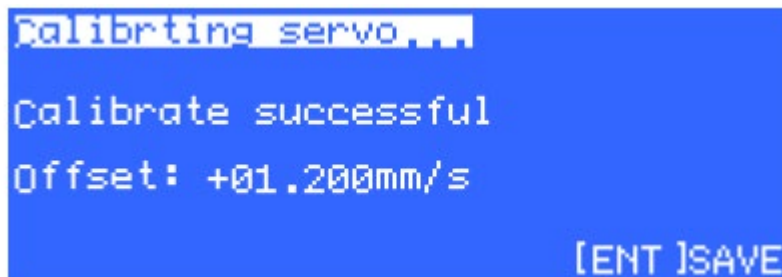 Calibrting servo...
Calibrate successful
Offset: +01.200mm/s
[ENT ]SAVE